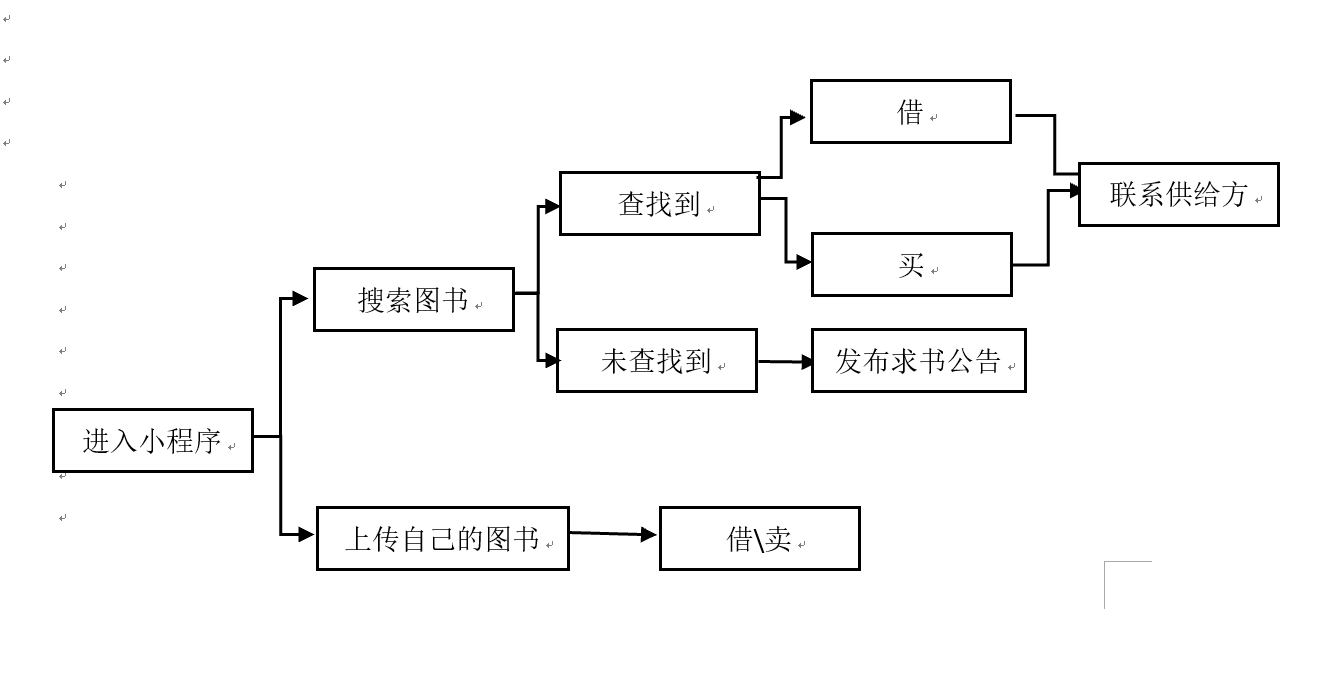 借
查找到
联系供给方
买
搜索图书
未查找到
发布求书公告
进入小程序
上传自己的图书
借\卖